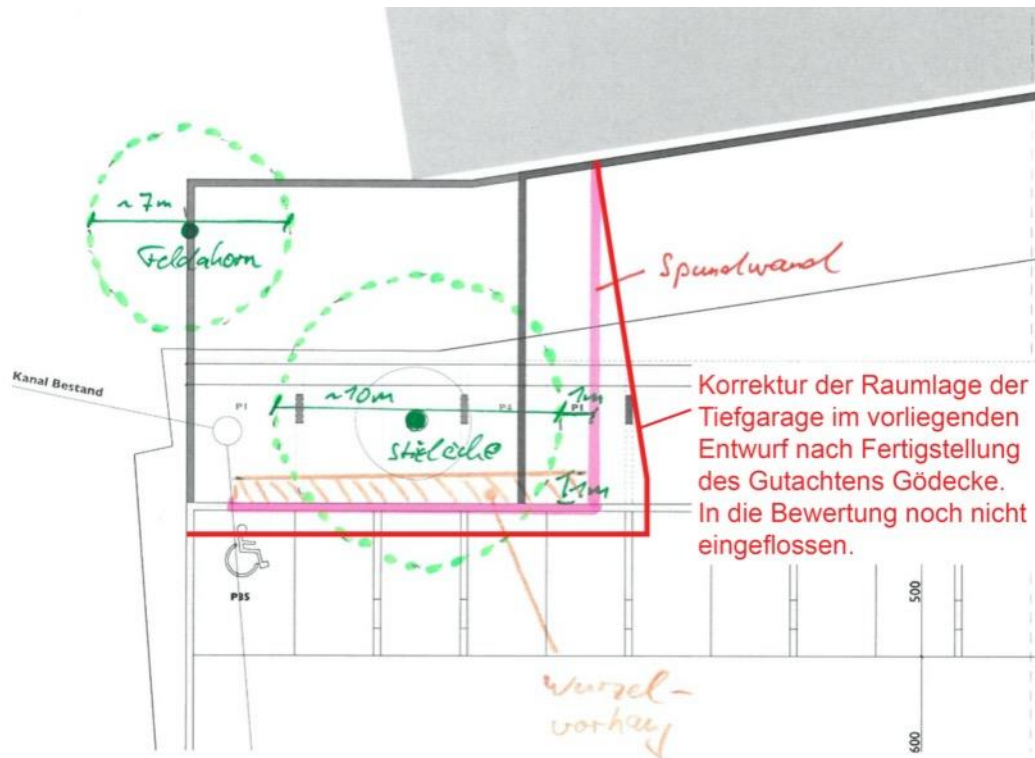 ~7m
Feldahorn
Spundwand
Kanal Bestand
P1
~10m
P1
1m
Stieleiche
1m
Korrektur der Raumlage der
Tiefgarage im vorliegenden
Entwurf nach Fertigstellung
des Gutachtens Gödecke.
In die Bewertung noch nicht
eingeflossen.
P35
500
Wurzel-
vorhang
600